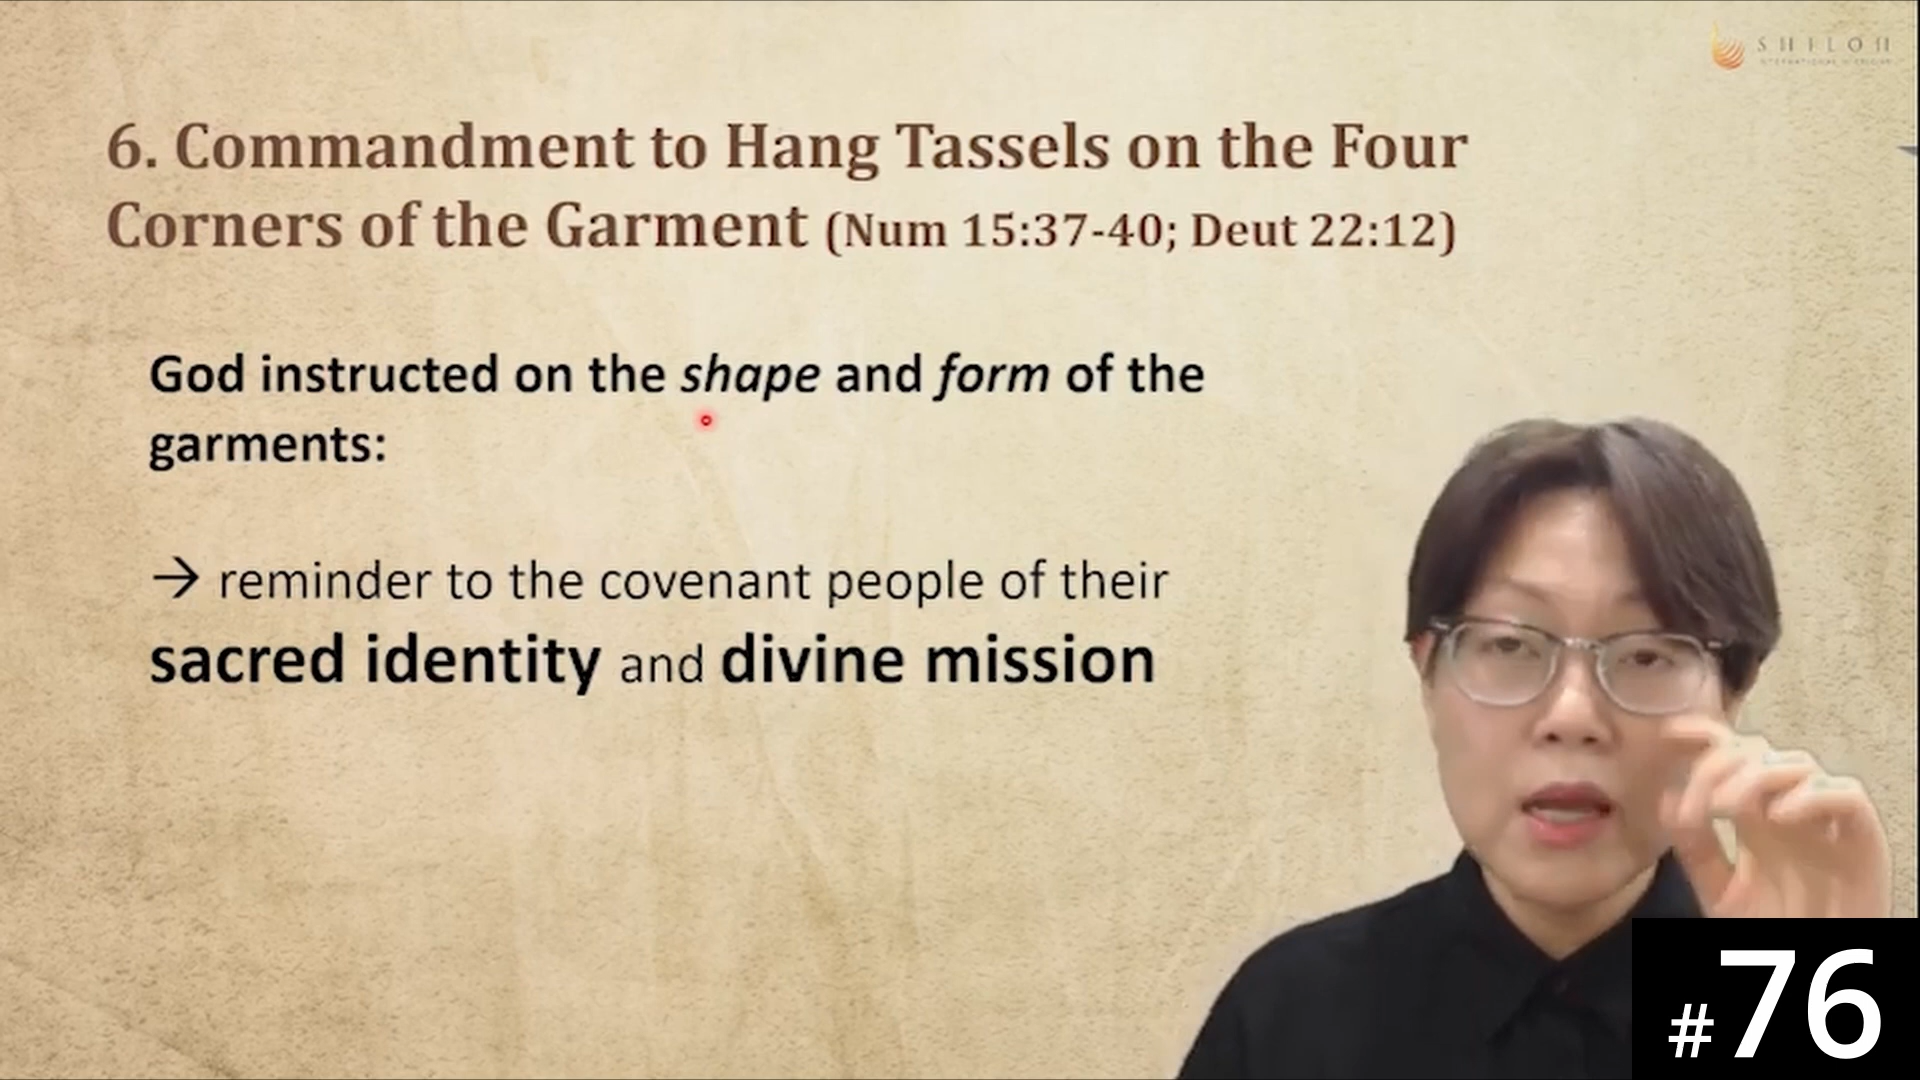 SHILOH
6. Commandment to Hang Tassels on the Four
Corners of the Garment (Num 15:37-40; Deut 22:12)
God instructed on the shape and form of the
garments:
→ reminder to the covenant people of their
sacred identity and divine mission
#76